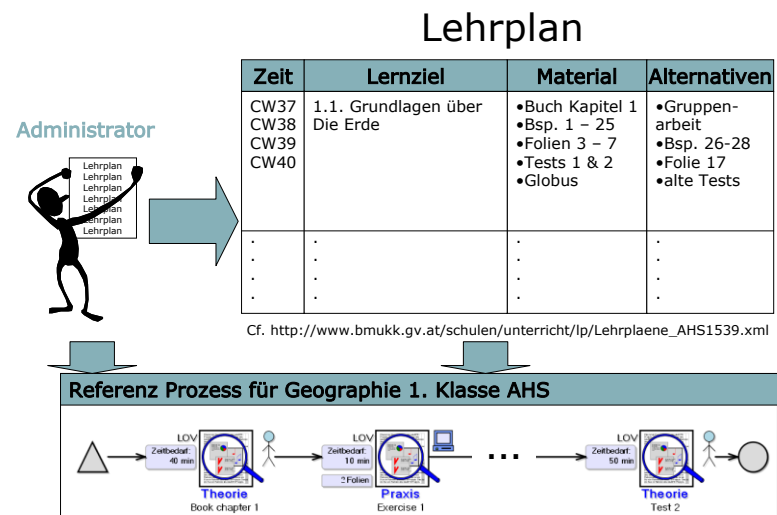 Lehrplan
Zeit Lernziel Material Alternativen
CW37 1.1. Grundlagen über •Buch Kapitel 1 •Gruppen-
CW38 Die Erde •Bsp. 1 – 25 arbeit
CW39 •Folien 3 – 7 •Bsp. 26-28
CW40 •Tests 1 & 2 •Folie 17
•Globus •alte Tests
. . . .
. . . .
. . . .
. . . .
Administrator
Lehrplan
Lehrplan
Lehrplan
Lehrplan
Lehrplan
Lehrplan
Lehrplan
Cf. http://www.bmukk.gv.at/schulen/unterricht/lp/Lehrplaene_AHS1539.xml
Referenz Prozess für Geographie 1. Klasse AHS
LOV
Zeitbedarf:
40 min
Theorie
Book chapter 1
LOV
Zeitbedarf:
10 min
2 Folien
Praxis
Exercise 1
...
LOV
Zeitbedarf:
50 min
Theorie
Test 2